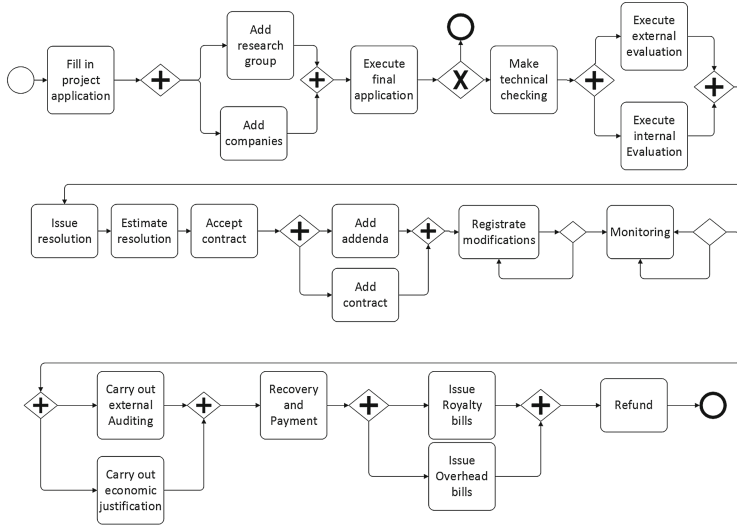 Fill in
project
application
Add
research
group
Add
companies
Execute
final
application
X
Make
technical
checking
Execute
external
evaluation
Execute
internal
Evaluation
Issue
resolution
Estimate
resolution
Accept
contract
Add
addenda
Add
contract
Registrate
modifications
Monitoring
Carry out
external
Auditing
Carry out
economic
justification
Recovery
and
Payment
Issue
Royalty
bills
Issue
Overhead
bills
Refund